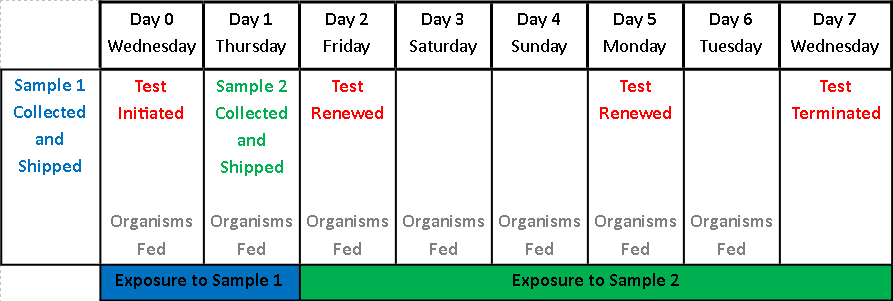 Day 0 Day 1 Day 2 Day 3 Day 4 Day 5 Day 6 Day 7
Wednesday Thursday Friday Saturday Sunday Monday Tuesday Wednesday
Sample 1 Test Sample 2 Test Test Test
Collected Initiated Collected Renewed Renewed Terminated
and and
Shipped Shipped
Organisms Organisms Organisms Organisms Organisms Organisms Organisms
Fed Fed Fed Fed Fed Fed Fed
Exposure to Sample 1 Exposure to Sample 2